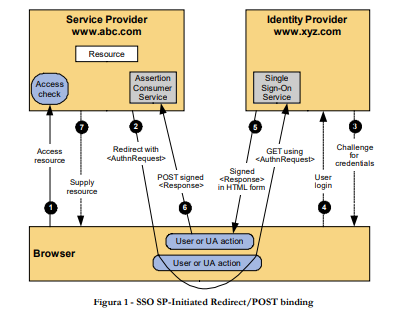 Service Provider
www.abc.com
Identity Provider
www.xyz.com
Resource
Access
check
Assertion
Consumer
Service
Single
Sign-On
Service
7
2
5
3
Access
resource
Redirect with
<AuthnRequest>
GET using
<AuthnRequest>
Challenge
for
credentials
Supply
resource
POST signed
<Response>
Signed
<Response>
in HTML form
User
login
1
6
4
Browser
User or UA action
User or UA action
Figura 1 - SSO SP-Initiated Redirect/POST binding